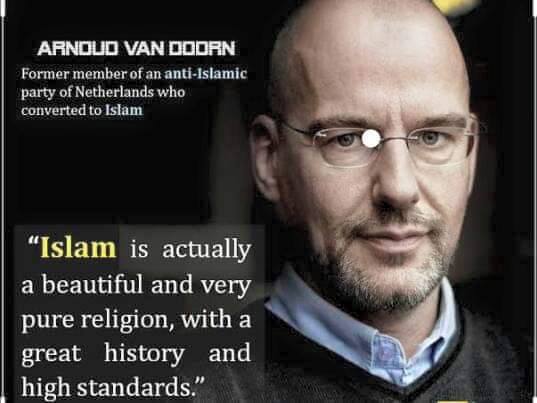 ARNOUD VAN DOORN
Former member of an anti-Islamic
party of Netherlands who
converted to Islam
“Islam is actually
a beautiful and very
pure religion, with a
great history and
high standards.”